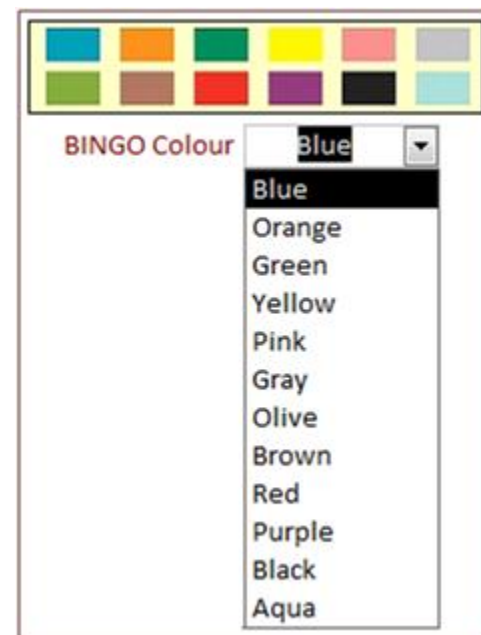 BINGO Colour Blue
Blue
Orange
Green
Yellow
Pink
Gray
Olive
Brown
Red
Purple
Black
Aqua